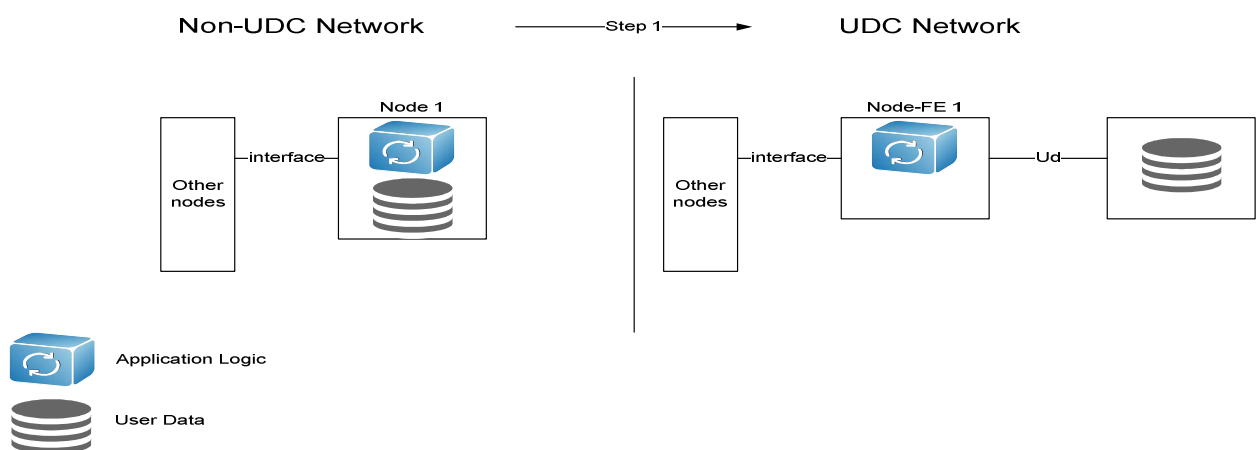 Non-UDC Network
Step 1
UDC Network
Node 1
Node-FE 1
interface
interface
Ud
Other
nodes
Other
nodes
Application Logic
User Data